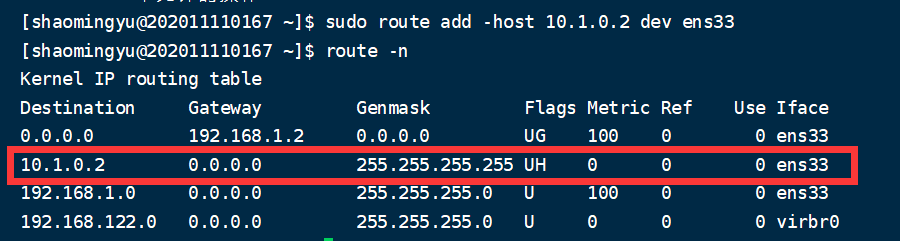 [shaomingyu@202011110167 ~]$ sudo route add -host 10.1.0.2 dev ens33
[shaomingyu@202011110167 ~]$ route -n
Kernel IP routing table
Destination     Gateway         Genmask         Flags Metric Ref    Use Iface
0.0.0.0         192.168.1.2     0.0.0.0         UG    100    0        0 ens33
10.1.0.2        0.0.0.0         255.255.255.255 UH    0      0        0 ens33
192.168.1.0     0.0.0.0         255.255.255.0   U     100    0        0 ens33
192.168.122.0   0.0.0.0         255.255.255.0   U     0      0        0 virbr0